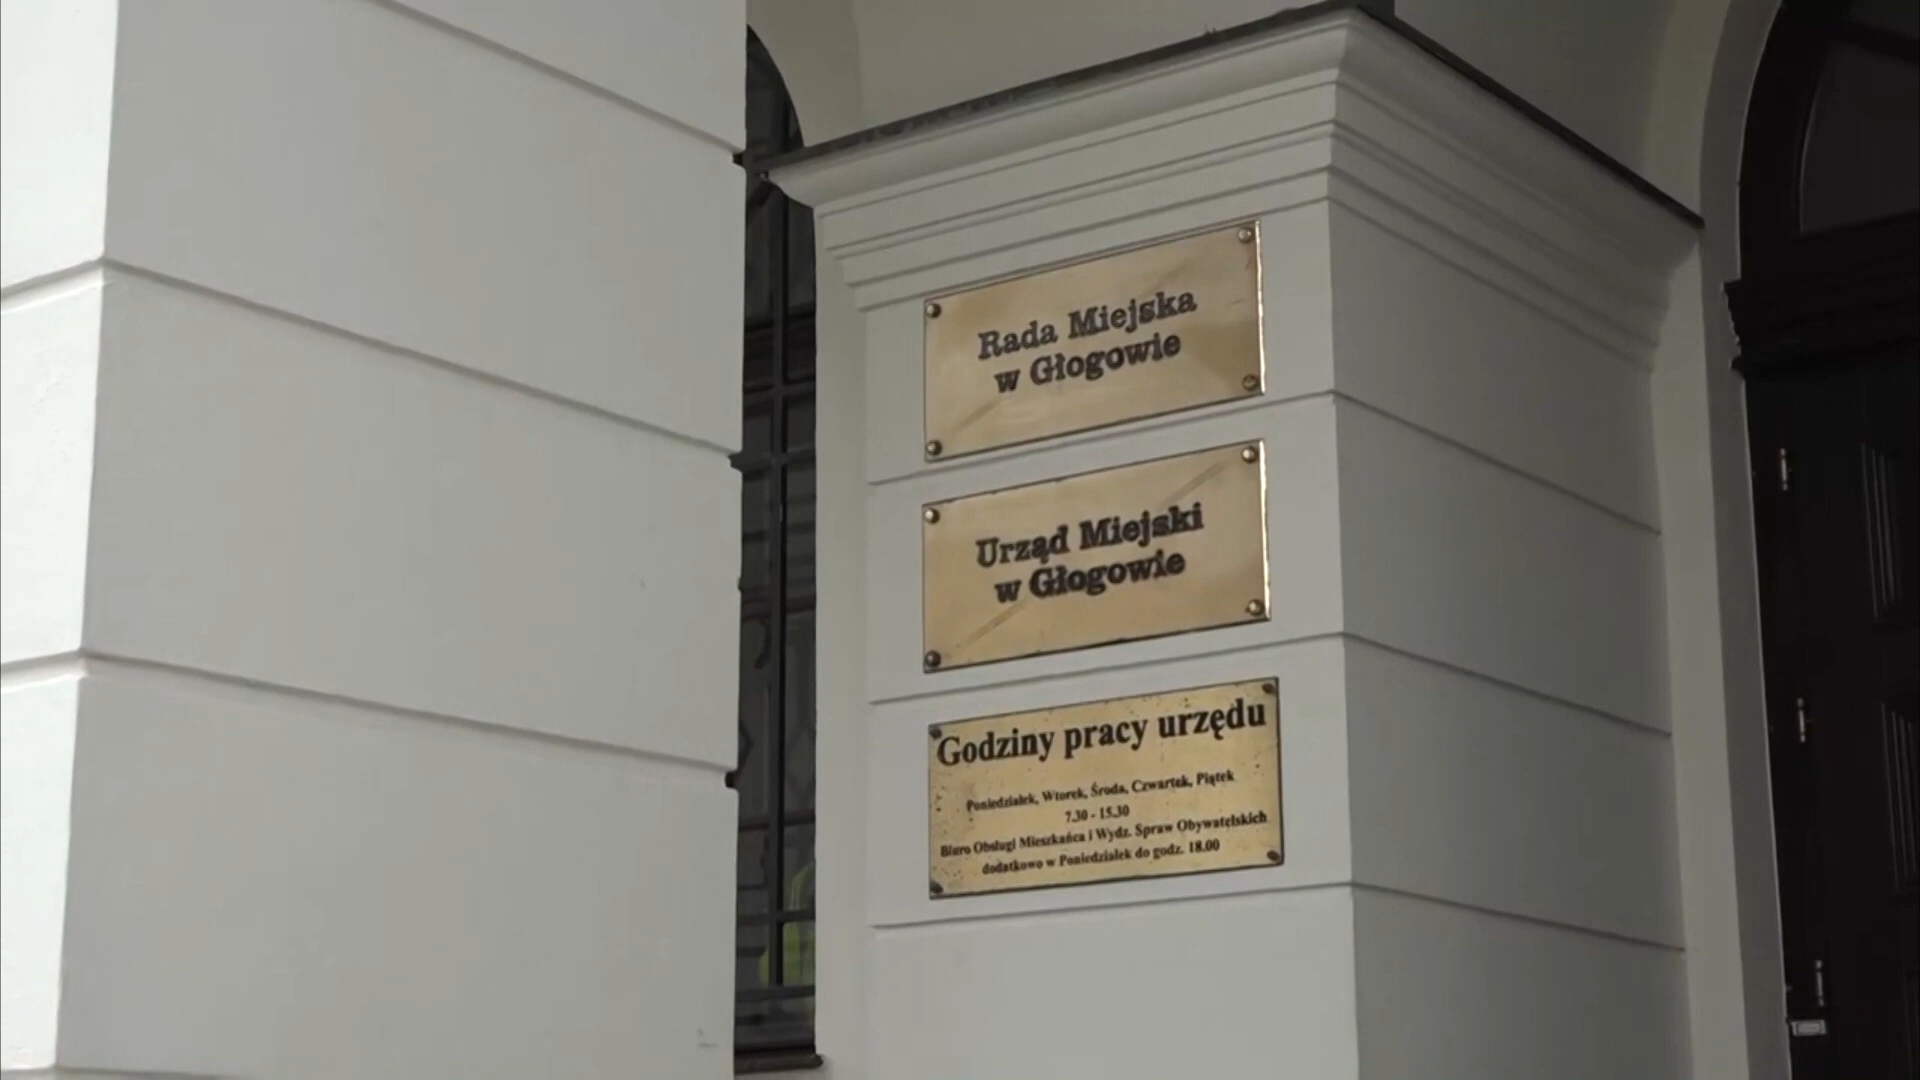 Rada Miejska
w Głogowie
Urząd Miejski
w Głogowie
Godziny pracy urzędu
Poniedziałek, Wtorek, Środa, Czwartek, Piątek
7.30 - 15.30
Biuro Obsługi Mieszkańca i Wydz. Spraw Obywatelskich
dodatkowo w Poniedziałek do godz. 18.00